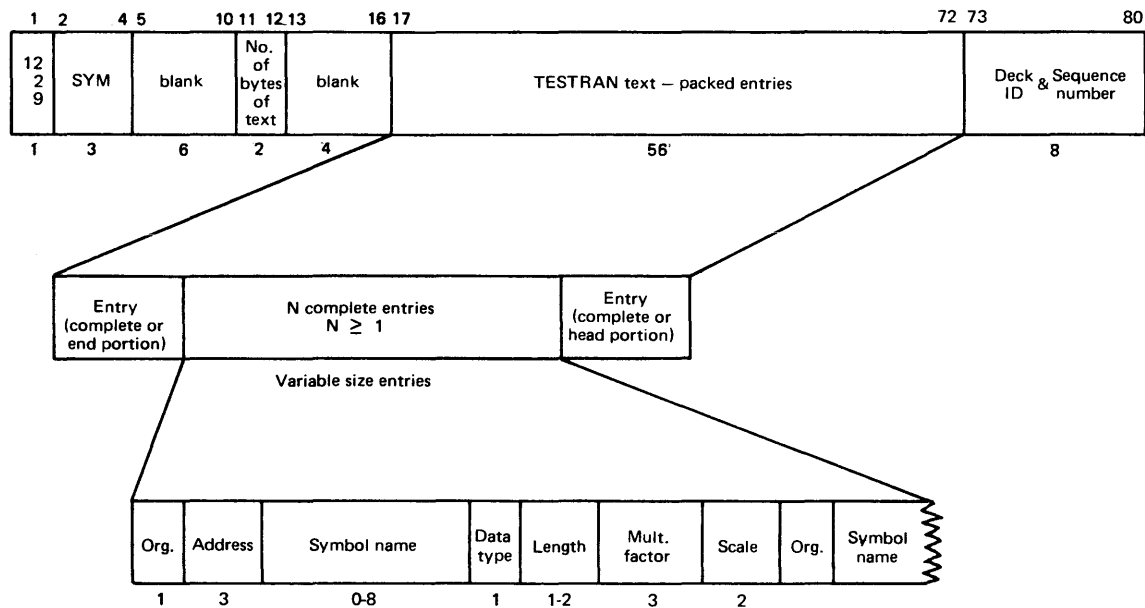 1 2 4 5 10 11 12 13 16 17 72 73 80
12
2
9
SYM
blank
No.
of
bytes
of
text
blank
TESTRAN text — packed entries
Deck ID & Sequence number
1 3 6 2 4 56' 8
Entry
(complete or
end portion)
N complete entries
N ≥ 1
Entry
(complete or
head portion)
Variable size entries
Org.
Address
Symbol name
Data
type
Length
Mult.
factor
Scale
Org.
Symbol
name
1 3 0-8 1 1-2 3 2